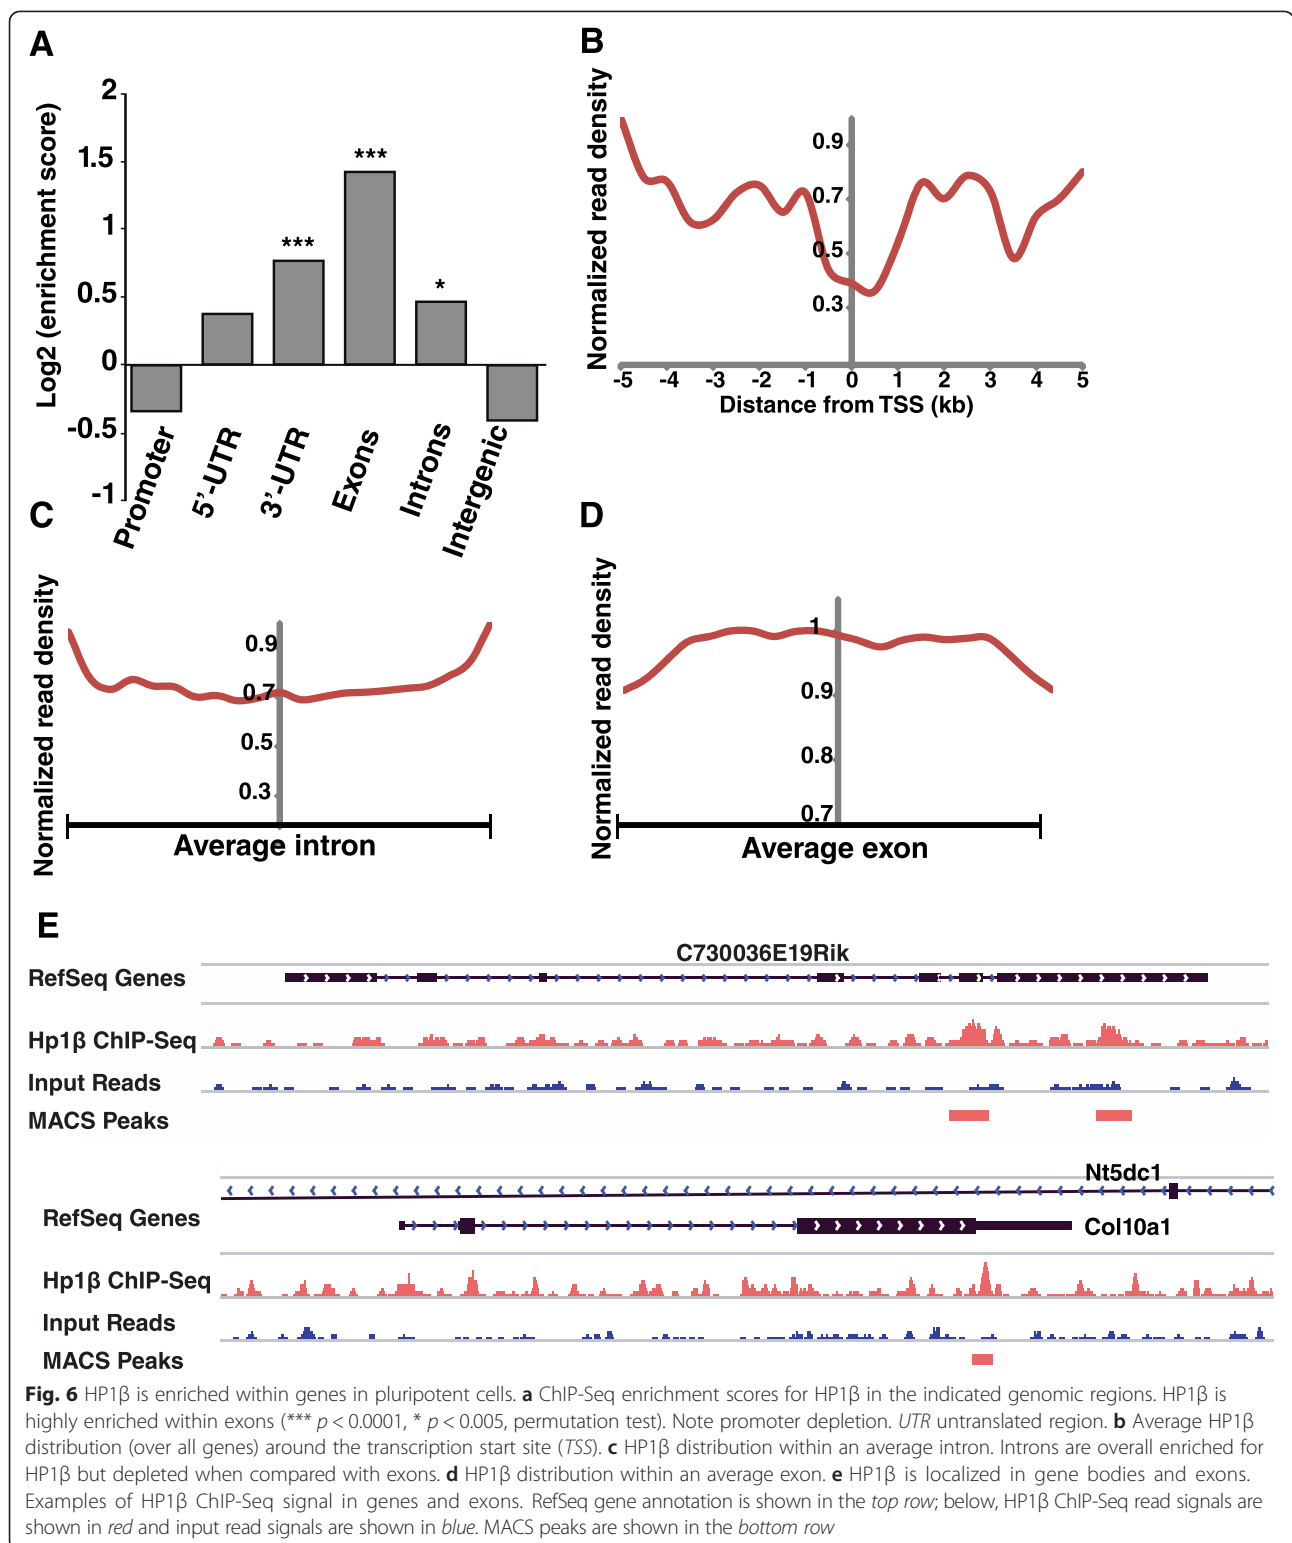 A
Log2 (enrichment score)
2
1.5
1
0.5
0
-0.5
-1
***
***
*
Promoter
5'-UTR
3'-UTR
Exons
Introns
Intergenic
B
Normalized read density
0.9
0.7
0.5
0.3
-5 -4 -3 -2 -1 0 1 2 3 4 5
Distance from TSS (kb)
C
Normalized read density
0.9
0.7
0.5
0.3
Average intron
D
Normalized read density
1
0.9
0.8
0.7
Average exon
E
C730036E19Rik
RefSeq Genes
Hp1β ChIP-Seq
Input Reads
MACS Peaks
Nt5dc1
RefSeq Genes
Col10a1
Hp1β ChIP-Seq
Input Reads
MACS Peaks
Fig. 6 HP1β is enriched within genes in pluripotent cells. a ChIP-Seq enrichment scores for HP1β in the indicated genomic regions. HP1β is
highly enriched within exons (*** p < 0.0001, * p < 0.005, permutation test). Note promoter depletion. UTR untranslated region. b Average HP1β
distribution (over all genes) around the transcription start site (TSS). c HP1β distribution within an average intron. Introns are overall enriched for
HP1β but depleted when compared with exons. d HP1β distribution within an average exon. e HP1β is localized in gene bodies and exons.
Examples of HP1β ChIP-Seq signal in genes and exons. RefSeq gene annotation is shown in the top row; below, HP1β ChIP-Seq read signals are
shown in red and input read signals are shown in blue. MACS peaks are shown in the bottom row